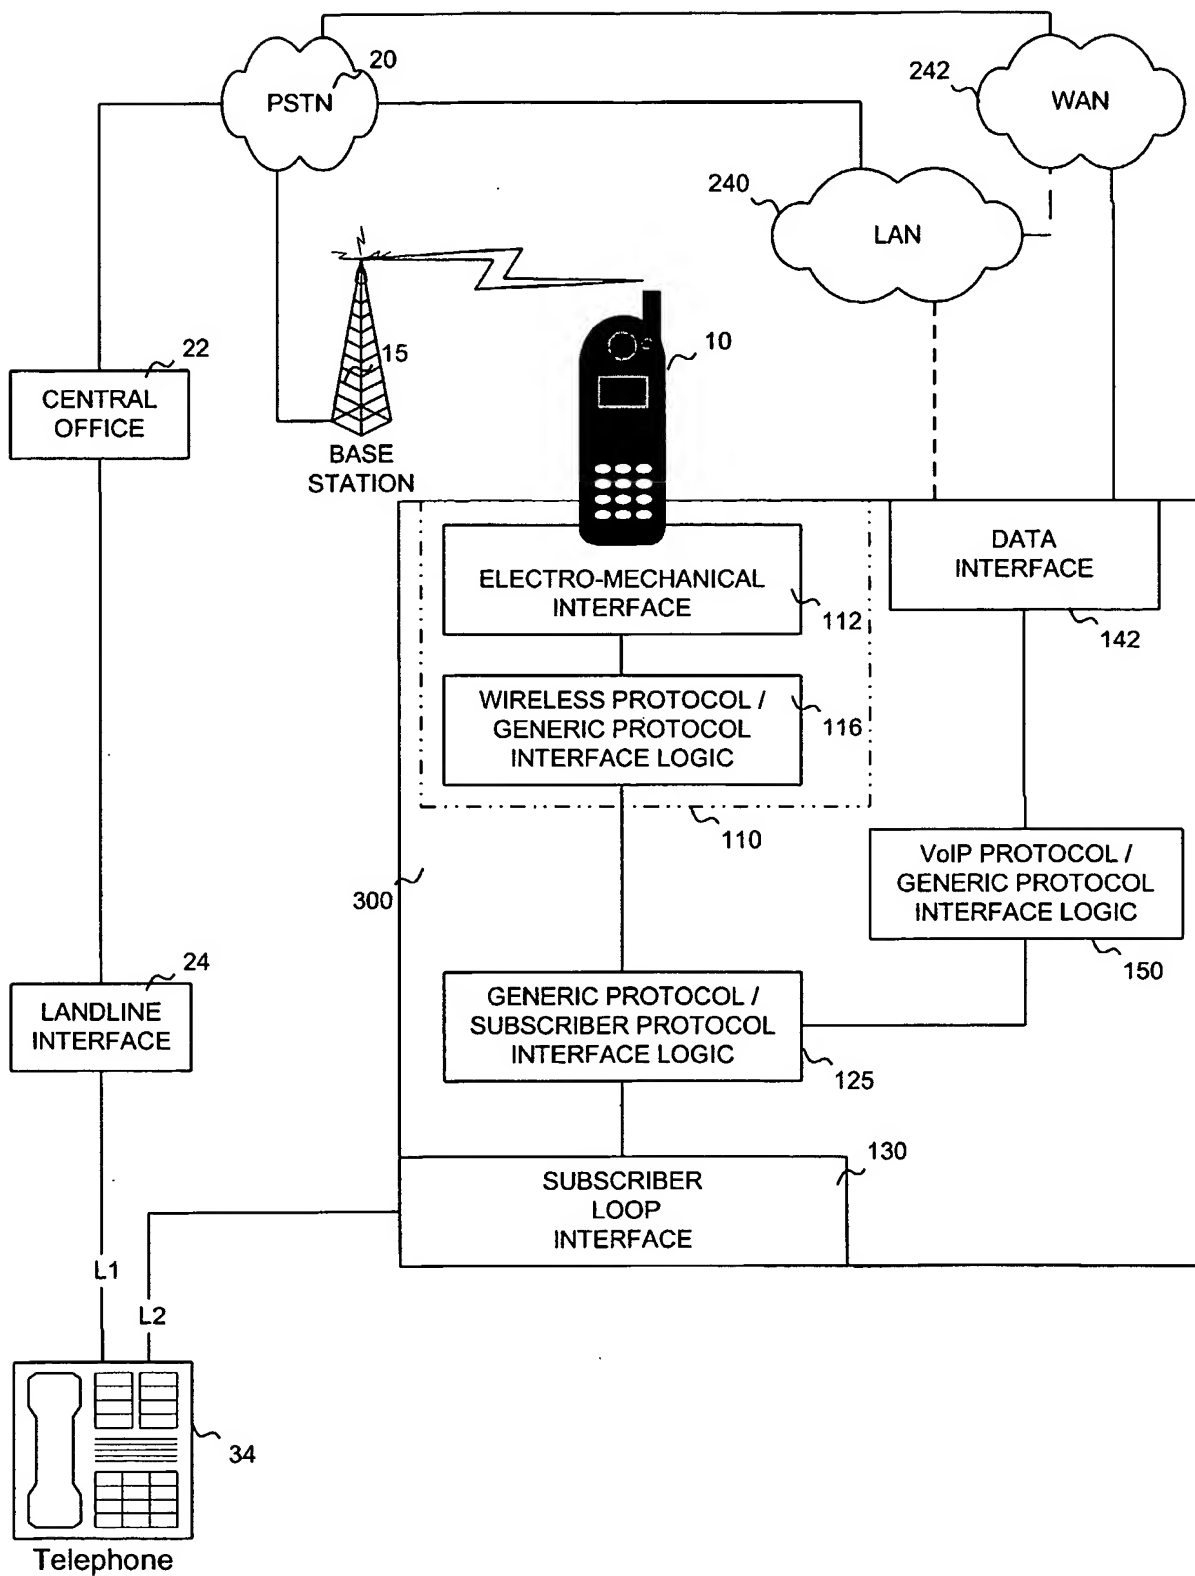 20
PSTN
242
WAN
240
LAN
22
15
10
CENTRAL
OFFICE
BASE
STATION
DATA
INTERFACE
ELECTRO-MECHANICAL
INTERFACE
112
142
WIRELESS PROTOCOL /
GENERIC PROTOCOL
INTERFACE LOGIC
116
110
VoIP PROTOCOL /
GENERIC PROTOCOL
INTERFACE LOGIC
300
150
24
LANDLINE
INTERFACE
GENERIC PROTOCOL /
SUBSCRIBER PROTOCOL
INTERFACE LOGIC
125
130
SUBSCRIBER
LOOP
INTERFACE
L1
L2
34
Telephone